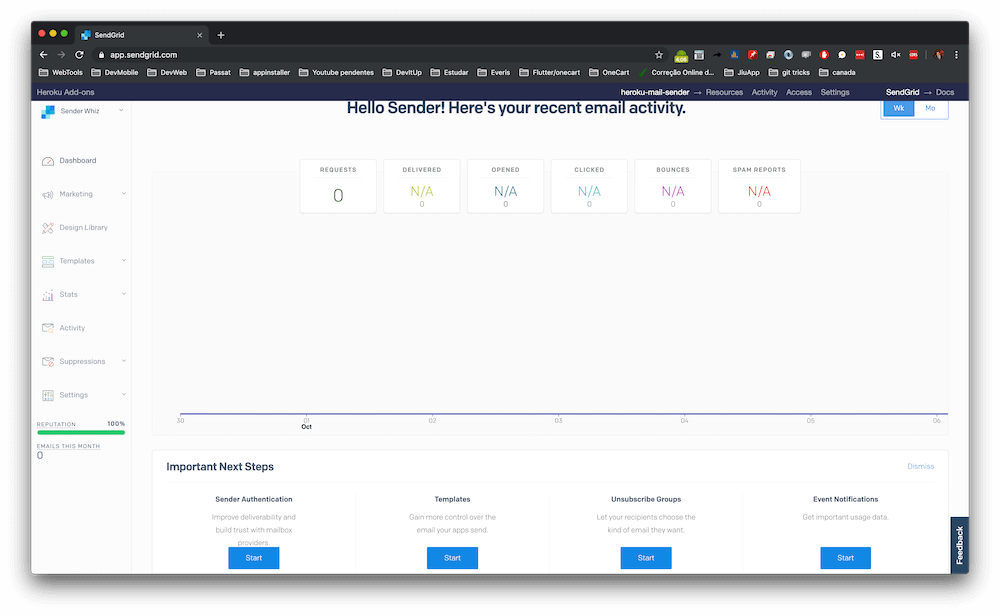 SendGrid
app.sendgrid.com
WebTools DevMobile DevWeb Passat appinstaller Youtube pendentes DevItUp Estudar Everis Flutter/onecart OneCart Correção Online d... JiuApp git tricks canada
Heroku Add-ons heroku-mail-sender → Resources Activity Access Settings SendGrid → Docs
Sender Whiz
Hello Sender! Here's your recent email activity.
Wk Mo
Dashboard
Marketing
Design Library
Templates
Stats
Activity
Suppressions
Settings
REPUTATION 100%
EMAILS THIS MONTH
0
REQUESTS DELIVERED OPENED CLICKED BOUNCES SPAM REPORTS
0 N/A N/A N/A N/A N/A
0 0 0 0 0
30 01 02 03 04 05 06
Oct
Important Next Steps Dismiss
Sender Authentication
Improve deliverability and
build trust with mailbox
providers.
Start
Templates
Gain more control over the
email your apps send.
Start
Unsubscribe Groups
Let your recipients choose the
kind of email they want.
Start
Event Notifications
Get important usage data.
Start
Feedback